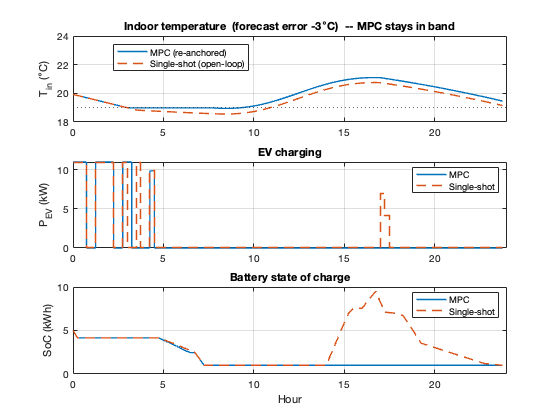 Indoor temperature (forecast error -3°C) -- MPC stays in band
24
22
20
18
T_in (°C)
MPC (re-anchored)
Single-shot (open-loop)
0 5 10 15 20
EV charging
10
5
0
P_EV (kW)
MPC
Single-shot
0 5 10 15 20
Battery state of charge
10
5
0
SoC (kWh)
MPC
Single-shot
0 5 10 15 20
Hour